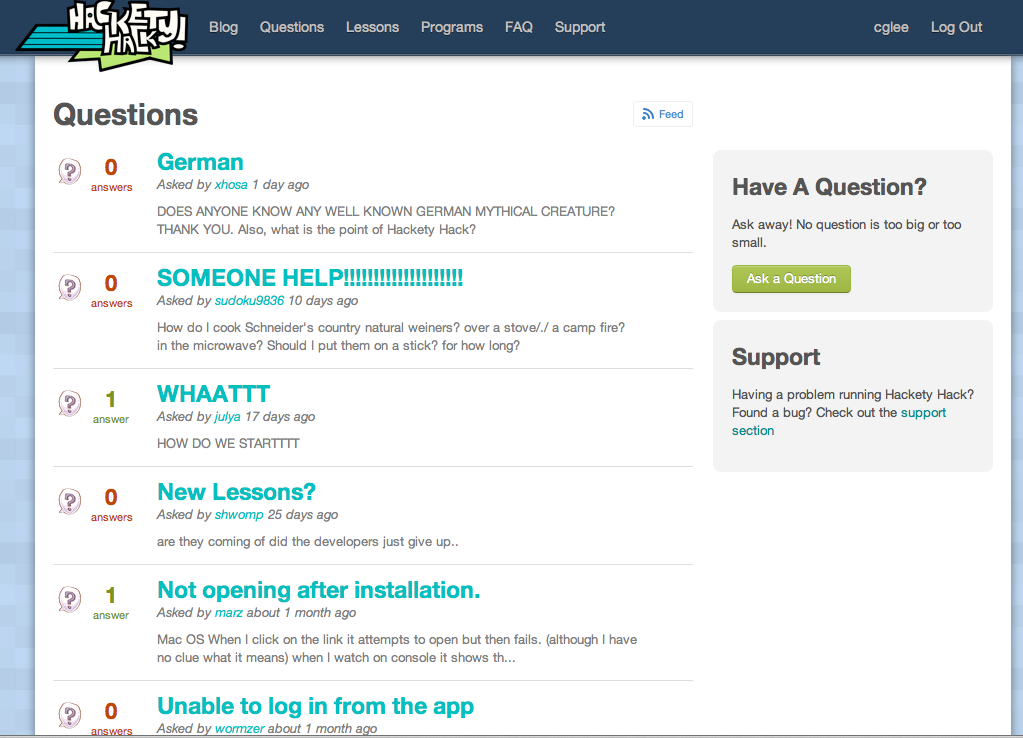 HACKETY HACK!
Blog Questions Lessons Programs FAQ Support cglee Log Out
Questions
Feed
0
answers
German
Asked by xhosa 1 day ago
DOES ANYONE KNOW ANY WELL KNOWN GERMAN MYTHICAL CREATURE?
THANK YOU. Also, what is the point of Hackety Hack?
0
answers
SOMEONE HELP!!!!!!!!!!!!!!!!!!!!
Asked by sudoku9836 10 days ago
How do I cook Schneider's country natural weiners? over a stove/./ a camp fire?
in the microwave? Should I put them on a stick? for how long?
1
answer
WHAATTT
Asked by julya 17 days ago
HOW DO WE STARTTTT
0
answers
New Lessons?
Asked by shwomp 25 days ago
are they coming of did the developers just give up..
1
answer
Not opening after installation.
Asked by marz about 1 month ago
Mac OS When I click on the link it attempts to open but then fails. (although I have
no clue what it means) when I watch on console it shows th...
0
answers
Unable to log in from the app
Asked by wormzer about 1 month ago
Have A Question?
Ask away! No question is too big or too
small.
Ask a Question
Support
Having a problem running Hackety Hack?
Found a bug? Check out the support
section